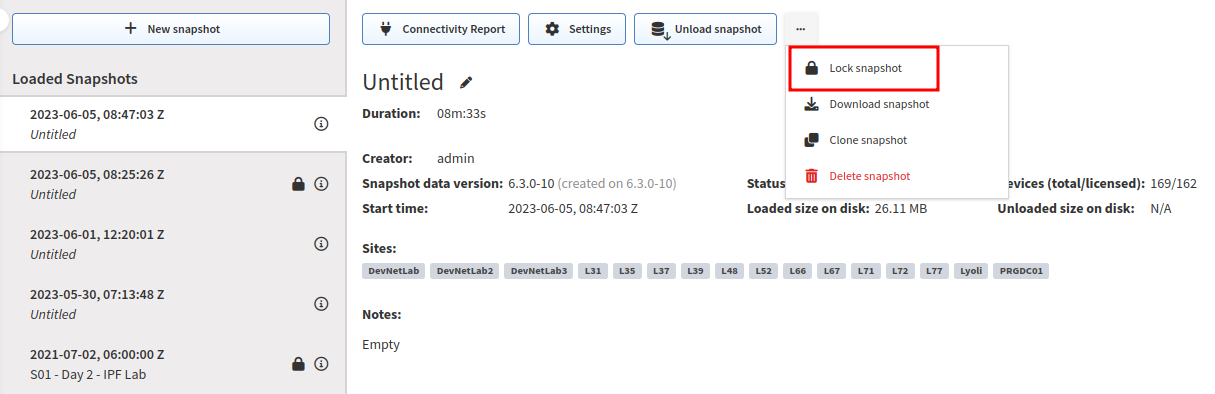 New snapshot
Loaded Snapshots
2023-06-05, 08:47:03 Z
Untitled
2023-06-05, 08:25:26 Z
Untitled
2023-06-01, 12:20:01 Z
Untitled
2023-05-30, 07:13:48 Z
Untitled
2021-07-02, 06:00:00 Z
S01 - Day 2 - IPF Lab
Connectivity Report Settings Unload snapshot ...
Lock snapshot
Download snapshot
Clone snapshot
Delete snapshot
Untitled
Duration: 08m:33s
Creator: admin
Snapshot data version: 6.3.0-10 (created on 6.3.0-10) Status (total/licensed): 169/162
Start time: 2023-06-05, 08:47:03 Z Loaded size on disk: 26.11 MB Unloaded size on disk: N/A
Sites:
DevNetLab DevNetLab2 DevNetLab3 L31 L35 L37 L39 L48 L52 L66 L67 L71 L72 L77 Lyoli PRGDC01
Notes:
Empty